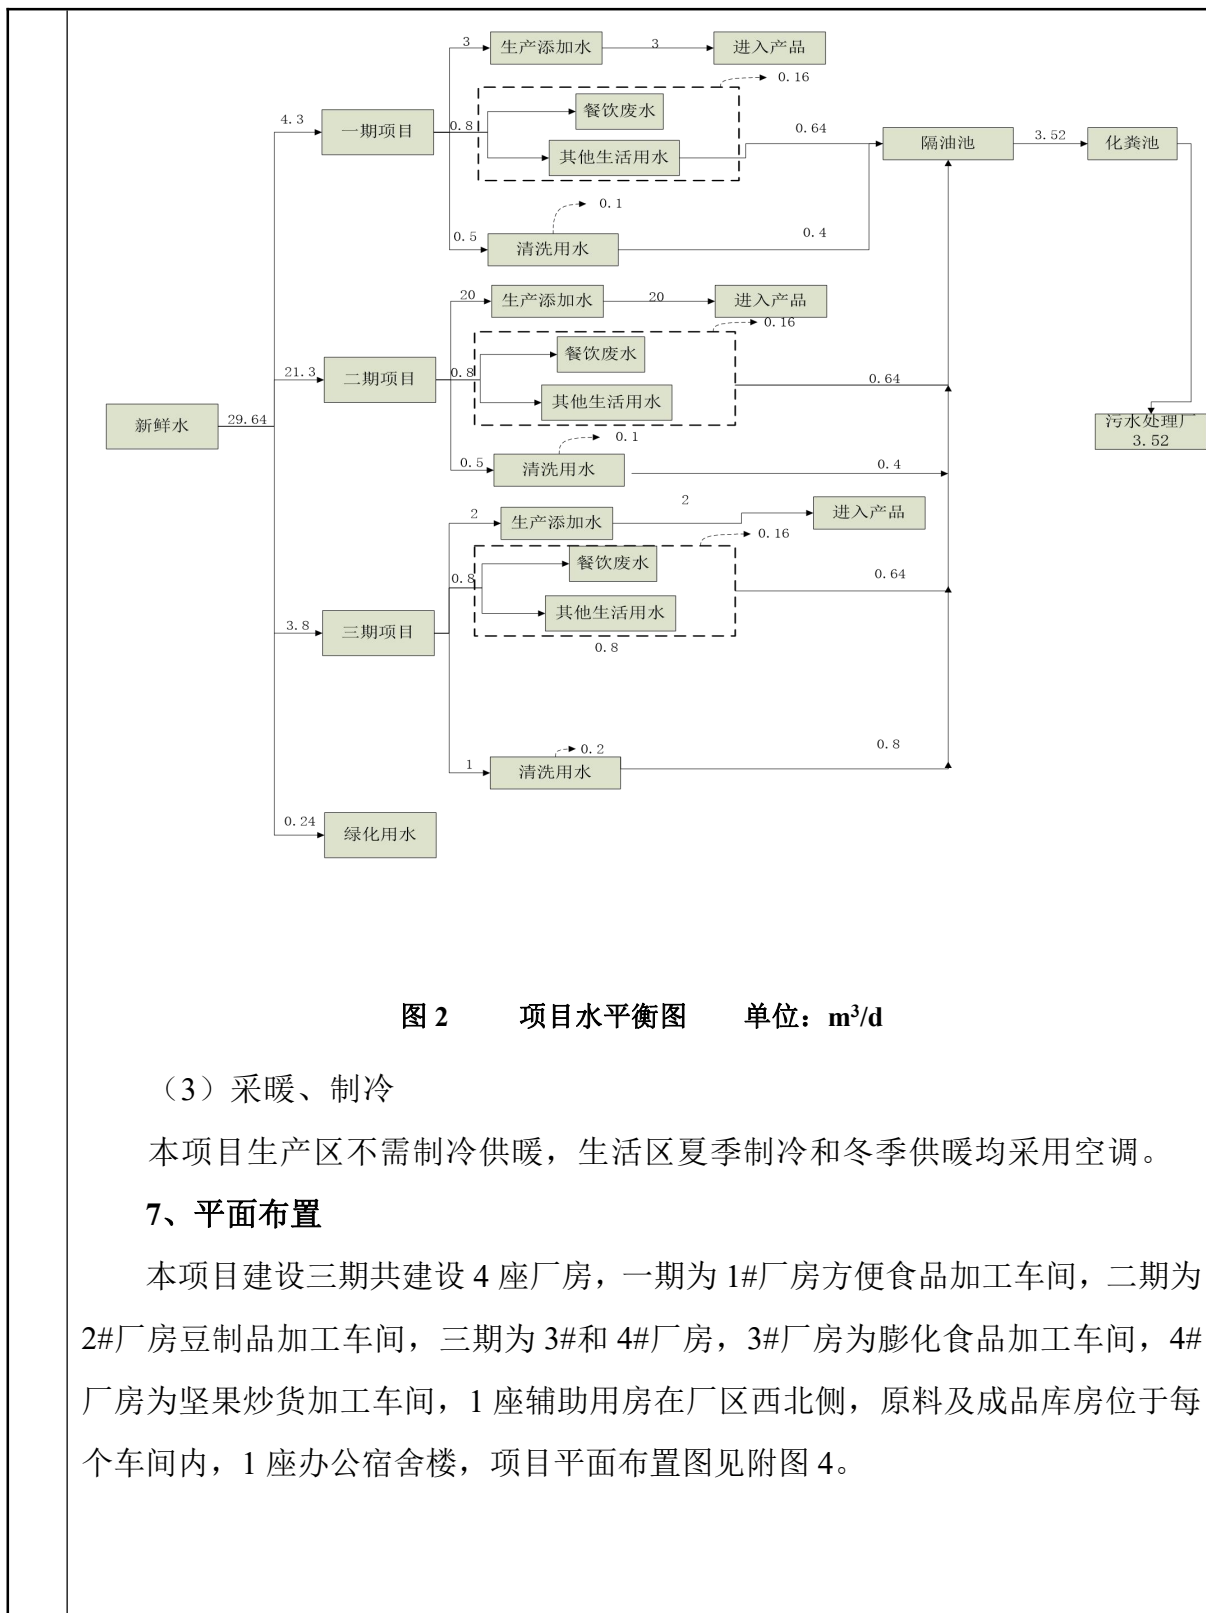 3
生产添加水
3
进入产品
0.16
4.3
一期项目
0.8
餐饮废水
其他生活用水
0.64
隔油池
3.52
化粪池
0.1
0.5
清洗用水
0.4
20
生产添加水
20
进入产品
0.16
21.3
二期项目
0.8
餐饮废水
其他生活用水
0.64
新鲜水
29.64
污水处理厂
3.52
0.1
0.5
清洗用水
0.4
2
生产添加水
2
进入产品
0.16
0.8
餐饮废水
0.64
3.8
三期项目
其他生活用水
0.8
0.2
1
清洗用水
0.8
0.24
绿化用水
图 2 项目水平衡图 单位：m³/d
（3）采暖、制冷
本项目生产区不需制冷供暖，生活区夏季制冷和冬季供暖均采用空调。
7、平面布置
本项目建设三期共建设 4 座厂房，一期为 1#厂房方便食品加工车间，二期为
2#厂房豆制品加工车间，三期为 3#和 4#厂房，3#厂房为膨化食品加工车间，4#
厂房为坚果炒货加工车间，1 座辅助用房在厂区西北侧，原料及成品库房位于每
个车间内，1 座办公宿舍楼，项目平面布置图见附图 4。